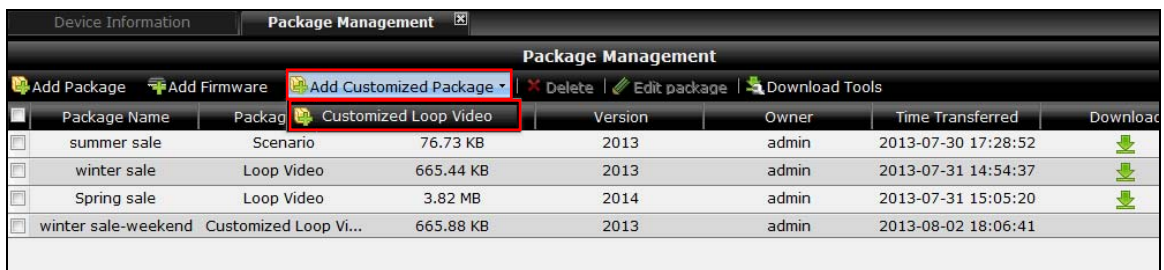 Device Information Package Management
Package Management
Add Package Add Firmware Add Customized Package Delete Edit package Download Tools
Package Name Packag Customized Loop Video Version Owner Time Transferred Downloac
summer sale Scenario 76.73 KB 2013 admin 2013-07-30 17:28:52
winter sale Loop Video 665.44 KB 2013 admin 2013-07-31 14:54:37
Spring sale Loop Video 3.82 MB 2014 admin 2013-07-31 15:05:20
winter sale-weekend Customized Loop Vi... 665.88 KB 2013 admin 2013-08-02 18:06:41